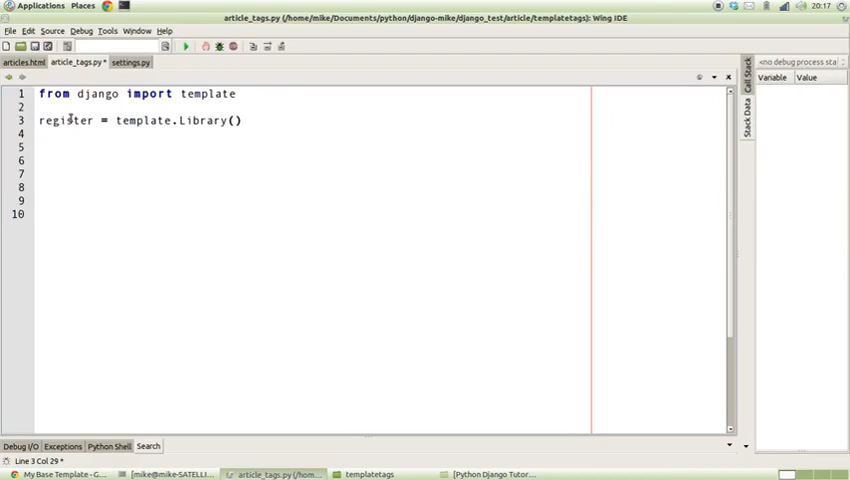 Applications Places 20:17
article_tags.py (/home/mike/Documents/python/django-mike/django_test/article/templatetags): Wing IDE
File Edit Source Debug Tools Window Help
articles.html article_tags.py * settings.py
<no debug process sta
Variable Value
Call Stack
Stack Data
1 from django import template
2
3 register = template.Library()
4
5
6
7
8
9
10
Debug I/O Exceptions Python Shell Search
Line 3 Col 29 *
My Base Template - G... [mike@mike-SATELLI... article_tags.py (/hom... templatetags [Python Django Tutor...